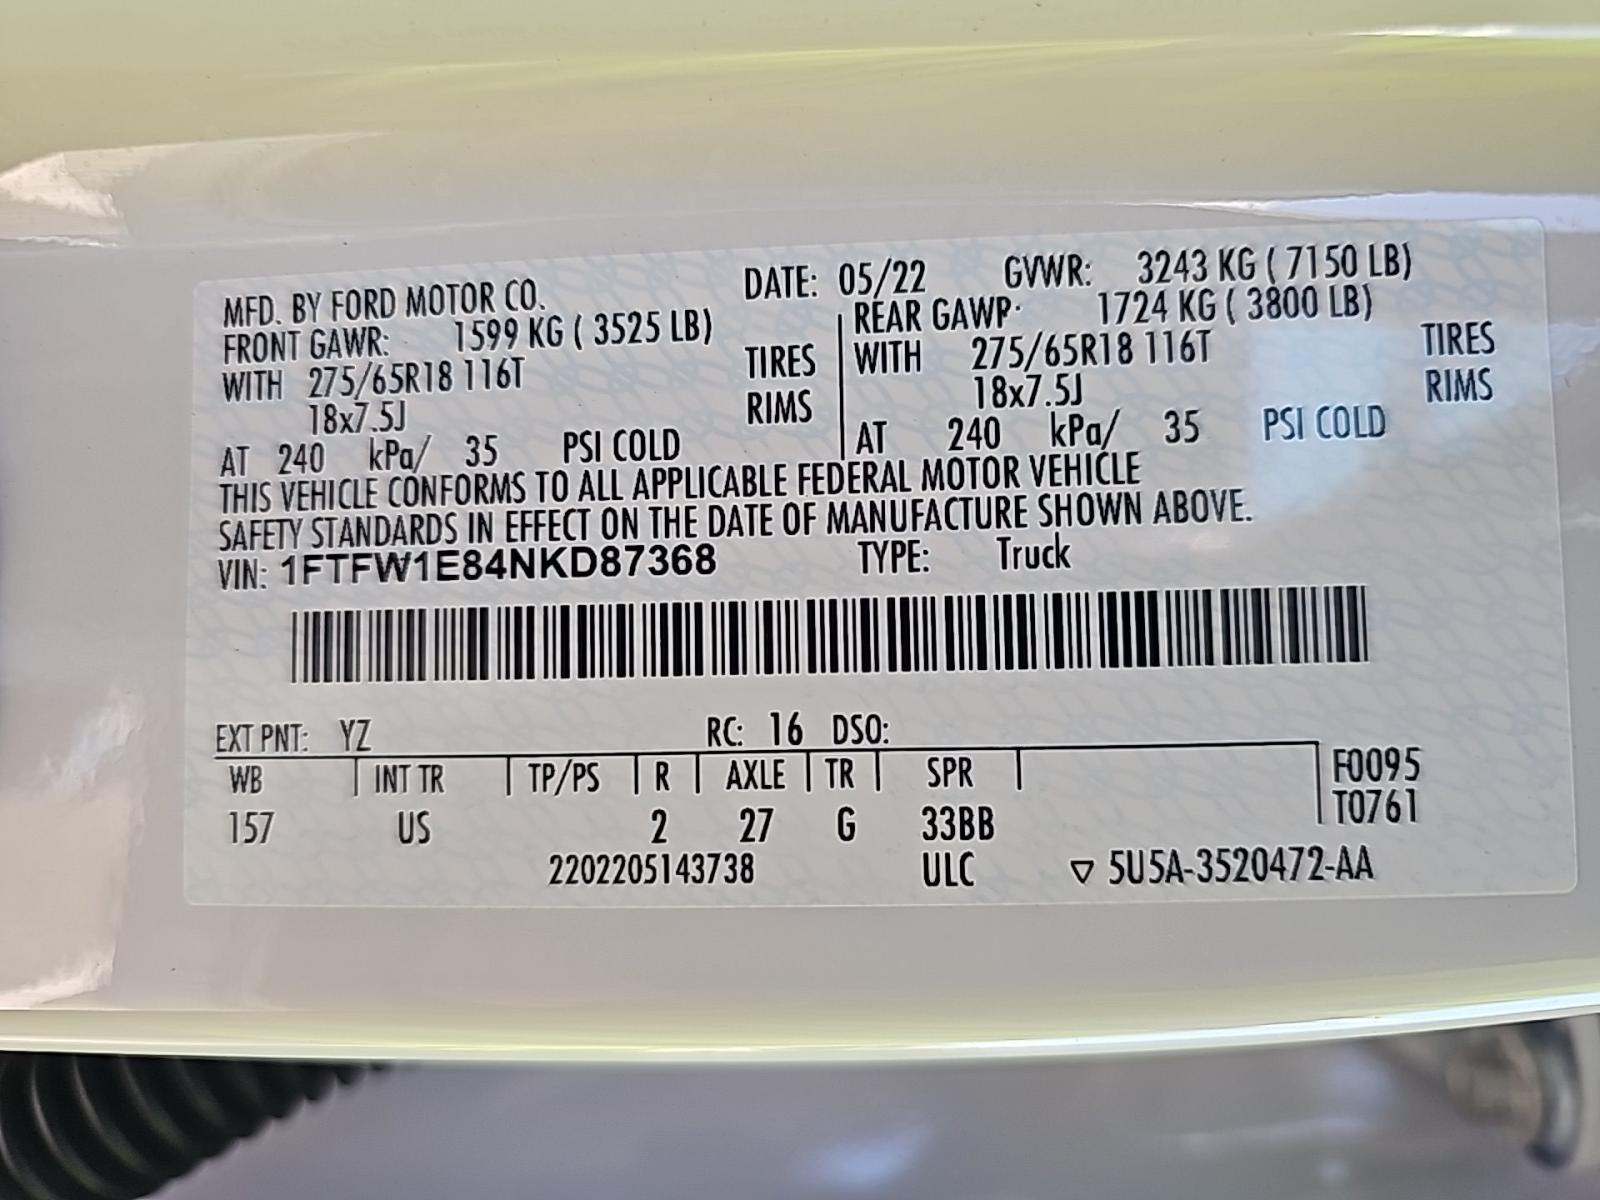 MFD. BY FORD MOTOR CO. DATE: 05/22 GVWR: 3243 KG ( 7150 LB)
FRONT GAWR: 1599 KG ( 3525 LB) REAR GAWR: 1724 KG ( 3800 LB)
WITH 275/65R18 116T TIRES WITH 275/65R18 116T TIRES
18x7.5J RIMS 18x7.5J RIMS
AT 240 kPa/ 35 PSI COLD AT 240 kPa/ 35 PSI COLD
THIS VEHICLE CONFORMS TO ALL APPLICABLE FEDERAL MOTOR VEHICLE
SAFETY STANDARDS IN EFFECT ON THE DATE OF MANUFACTURE SHOWN ABOVE.
VIN: 1FTFW1E84NKD87368 TYPE: Truck
EXT PNT: YZ RC: 16 DSO:
WB INT TR TP/PS R AXLE TR SPR F0095
157 US 2 27 G 33BB T0761
2202205143738 ULC ▽ 5U5A-3520472-AA